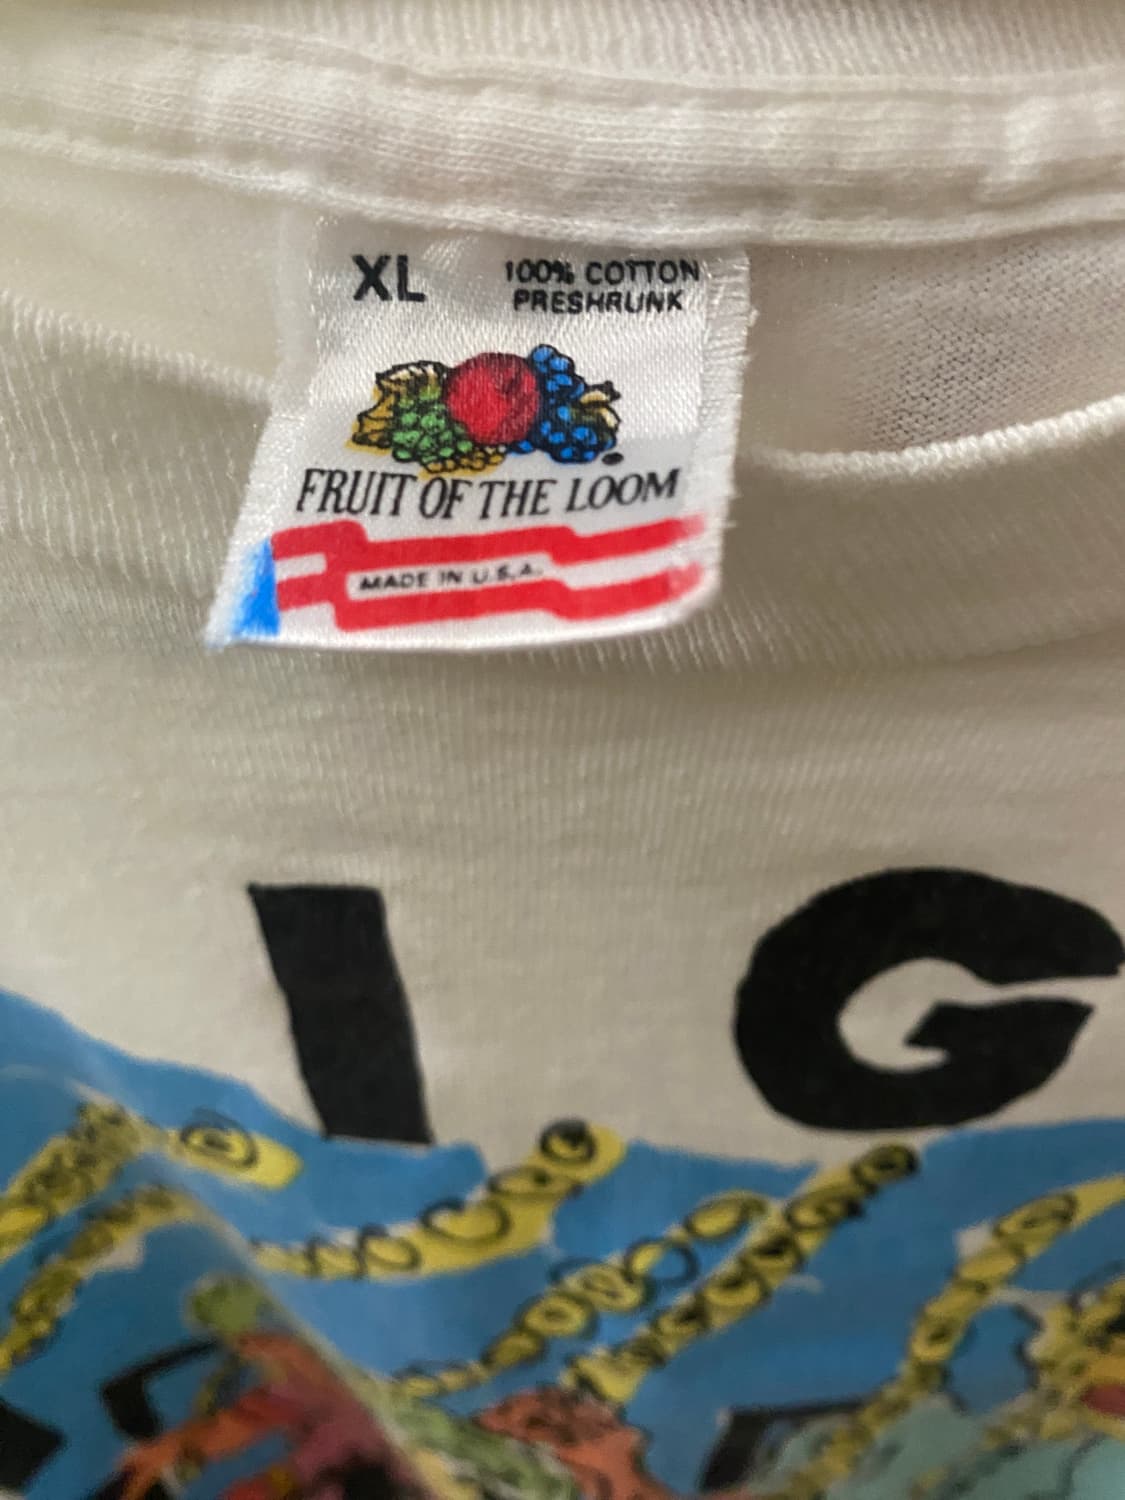 XL
100% COTTON
PRESHRUNK
FRUIT OF THE LOOM
MADE IN U.S.A.
I G